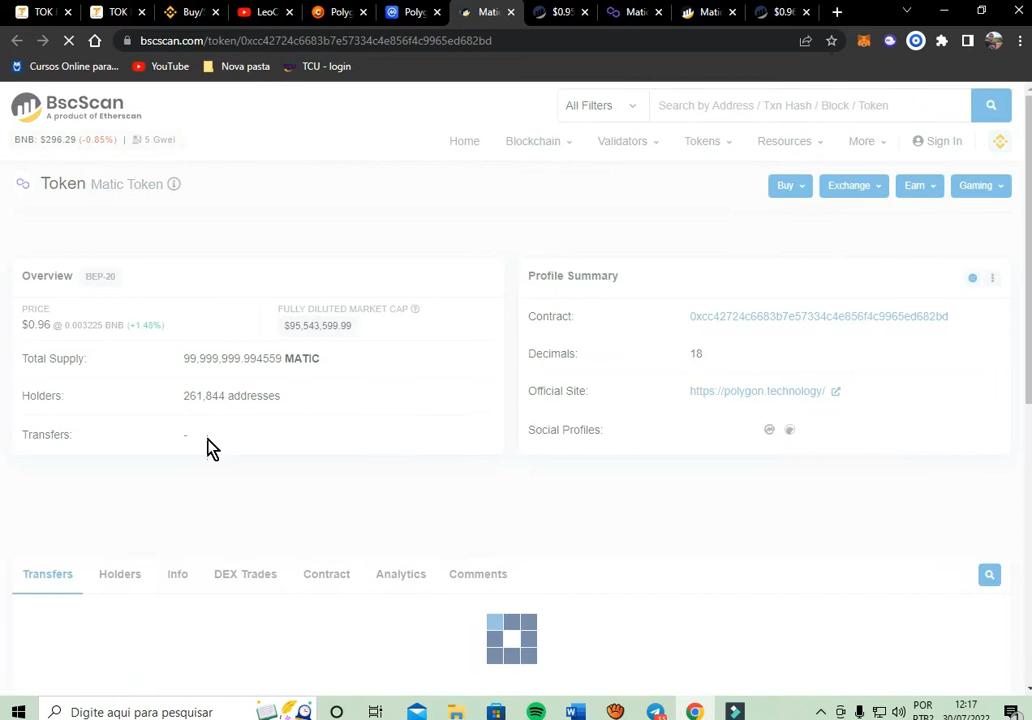 TOK
TOK
Buy/
LeoC
Polyg
Polyg
Matic
$0.95
Matic
Matic
$0.96
bscscan.com/token/0xcc42724c6683b7e57334c4e856f4c9965ed682bd
Cursos Online para...
YouTube
Nova pasta
TCU - login
BscScan
A product of Etherscan
All Filters
Search by Address / Txn Hash / Block / Token
BNB: $296.29 (-0.85%) | 5 Gwei
Home
Blockchain
Validators
Tokens
Resources
More
Sign In
Token Matic Token
Buy
Exchange
Earn
Gaming
Overview BEP-20
Profile Summary
PRICE
$0.96 @ 0.003225 BNB (+1.48%)
FULLY DILUTED MARKET CAP
$95,543,599.99
Contract: 0xcc42724c6683b7e57334c4e856f4c9965ed682bd
Total Supply: 99,999,999.994559 MATIC
Decimals: 18
Holders: 261,844 addresses
Official Site: https://polygon.technology/
Transfers: -
Social Profiles:
Transfers
Holders
Info
DEX Trades
Contract
Analytics
Comments
Digite aqui para pesquisar
POR
PTB2
12:17
30/07/2022